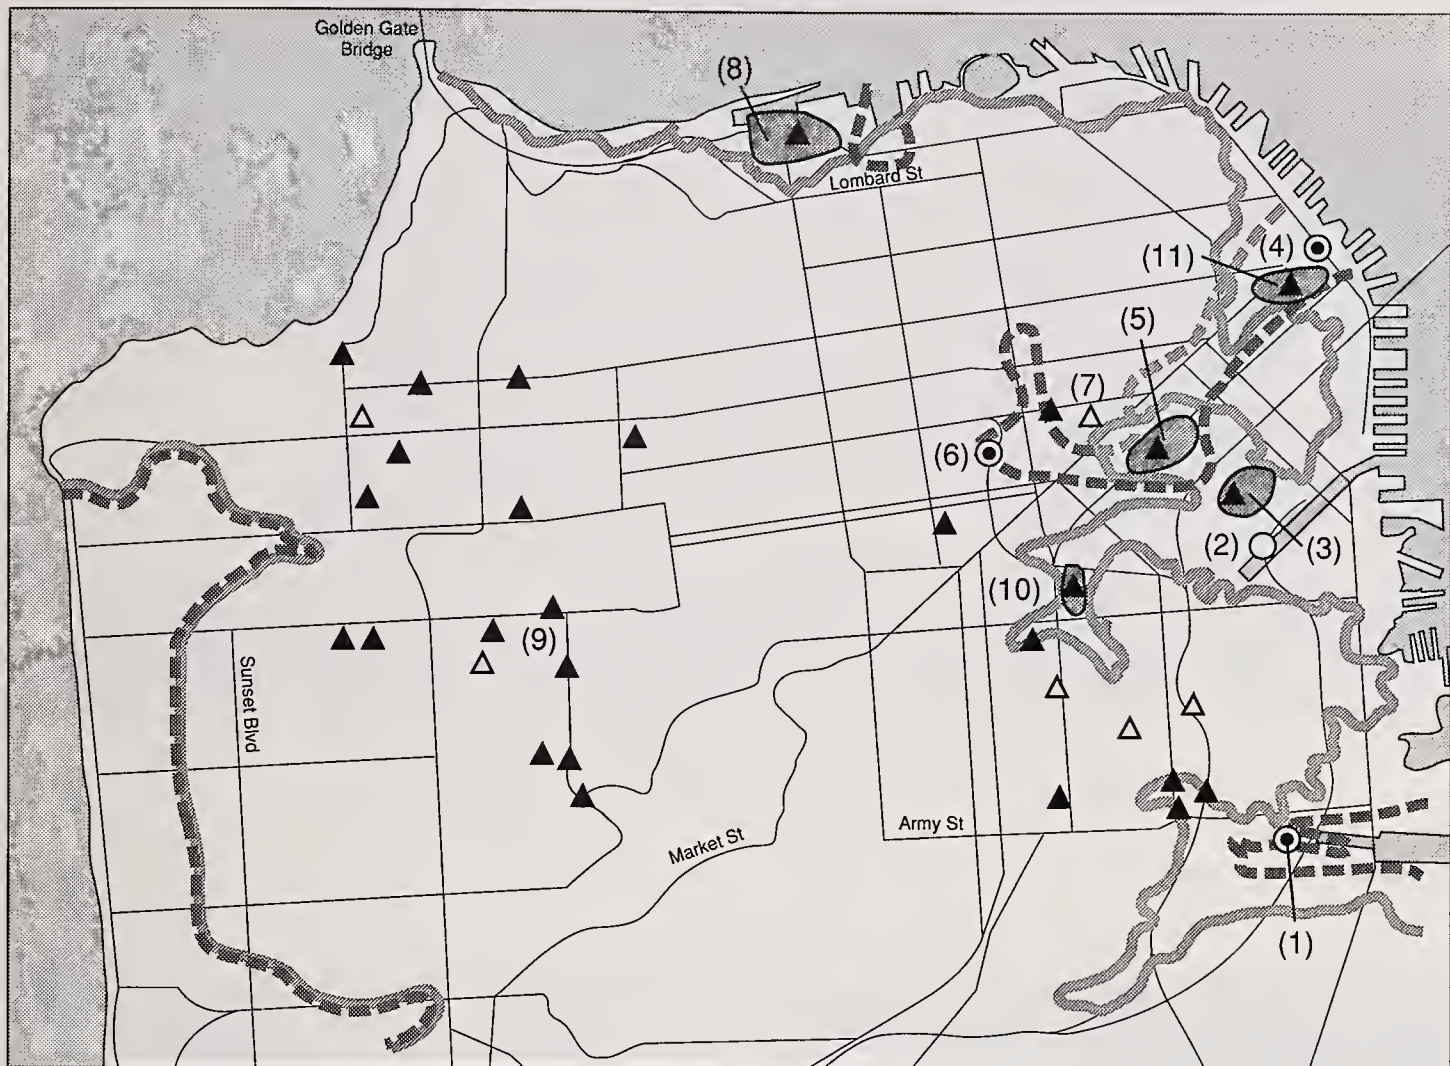 Golden Gate
Bridge
(8)
Lombard St
(4)
(11)
(5)
(7)
(6)
(2)
(3)
(10)
(9)
Sunset Blvd
Army St
Market St
(1)